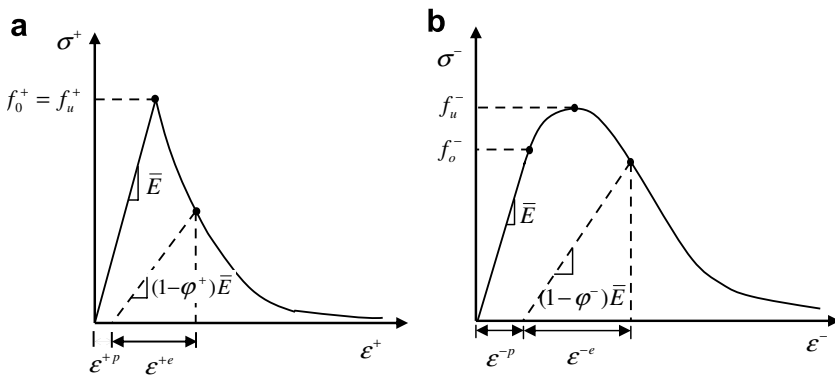 a
σ⁺
f₀⁺ = fᵤ⁺
E̅
(1-φ⁺)E̅
ε⁺
ε⁺ᵖ
ε⁺ᵉ
b
σ⁻
fᵤ⁻
fₒ⁻
E̅
(1-φ⁻)E̅
ε⁻
ε⁻ᵖ
ε⁻ᵉ